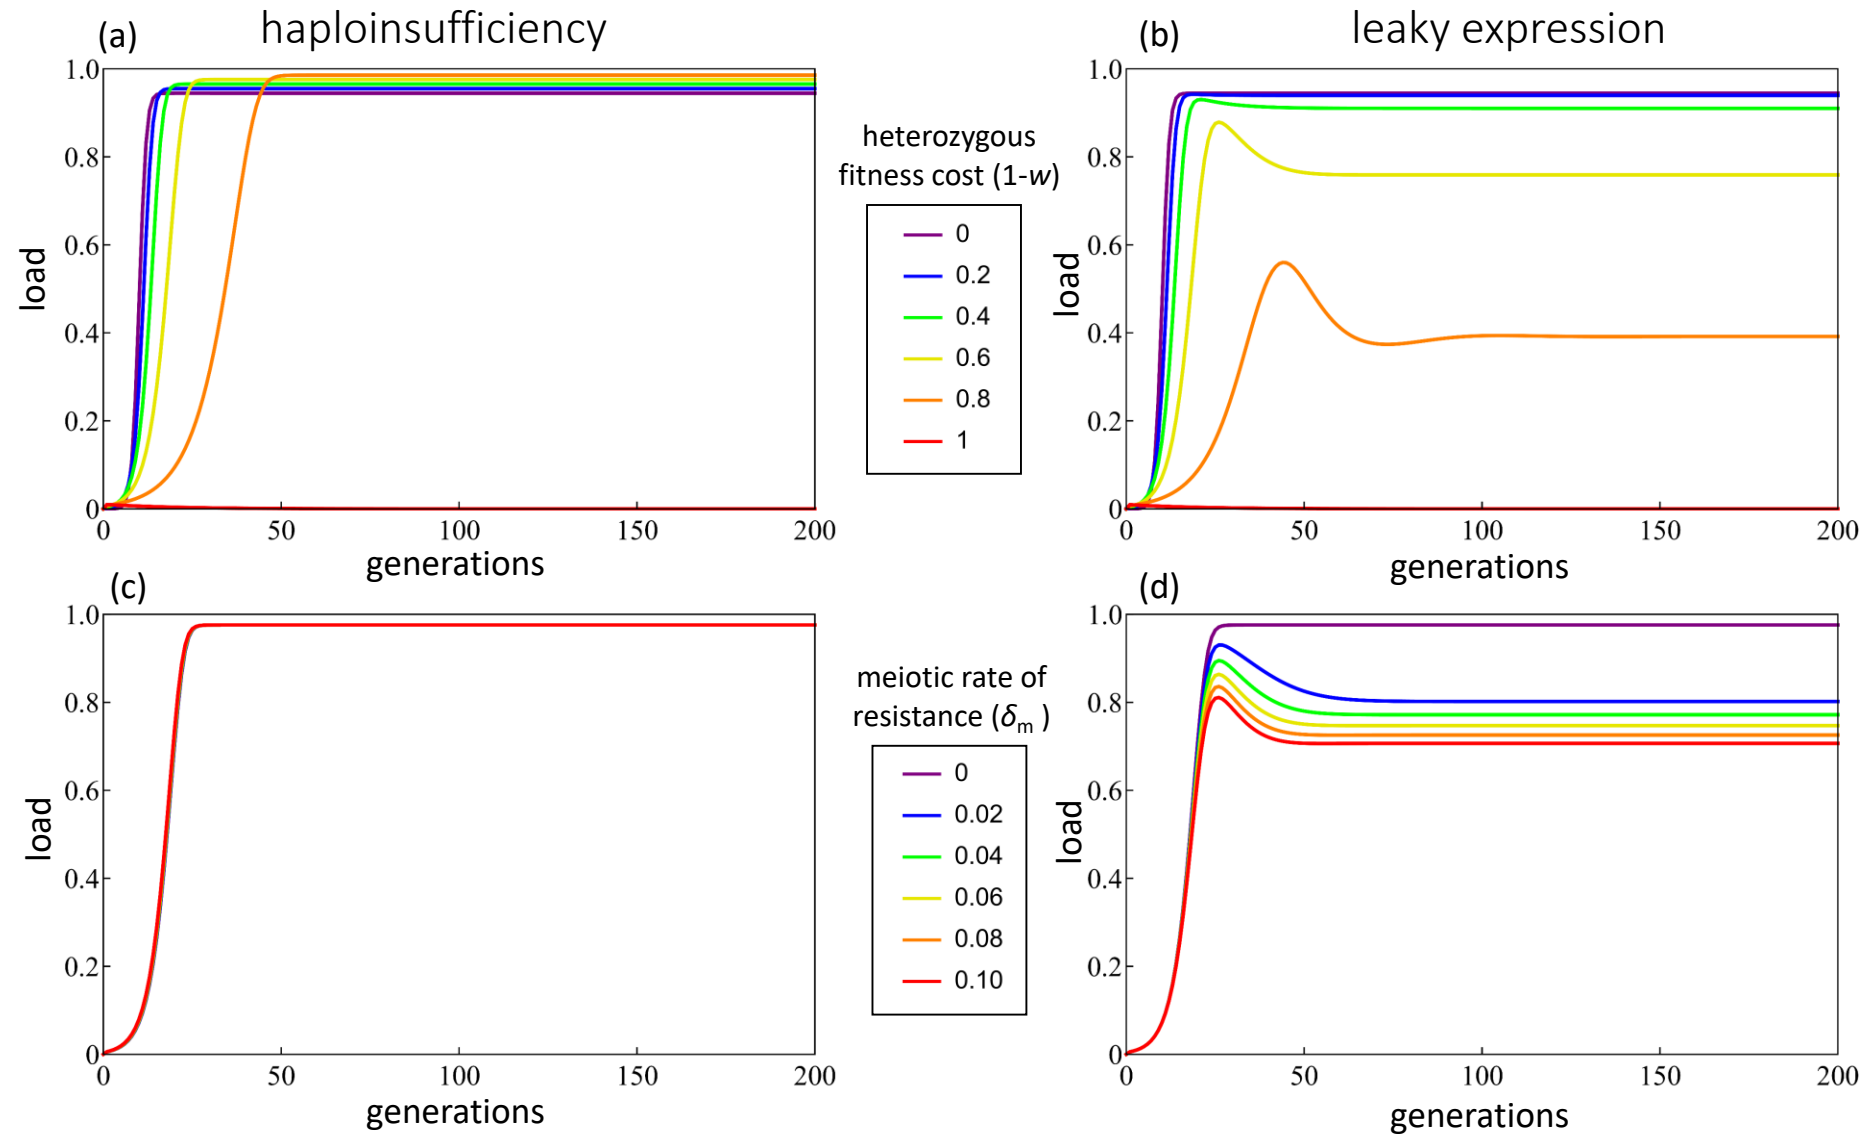 (a) haploinsufficiency
1.0
0.8
0.6
0.4
0.2
0
load
0 50 100 150 200
generations
(b) leaky expression
1.0
0.8
0.6
0.4
0.2
0
load
0 50 100 150 200
generations
heterozygous
fitness cost (1-w)
0
0.2
0.4
0.6
0.8
1
(c)
1.0
0.8
0.6
0.4
0.2
0
load
0 50 100 150 200
generations
(d)
1.0
0.8
0.6
0.4
0.2
0
load
0 50 100 150 200
generations
meiotic rate of
resistance (δm )
0
0.02
0.04
0.06
0.08
0.10